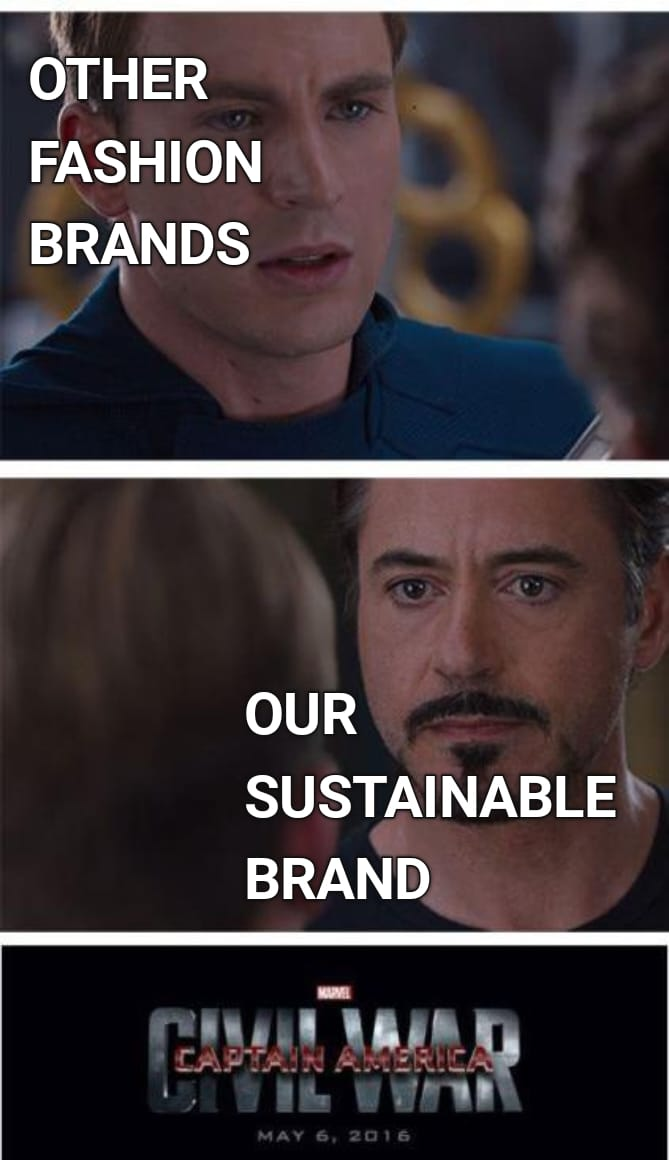 OTHER
FASHION
BRANDS
OUR
SUSTAINABLE
BRAND
MARVEL
CIVIL WAR
CAPTAIN AMERICA
MAY 6, 2016